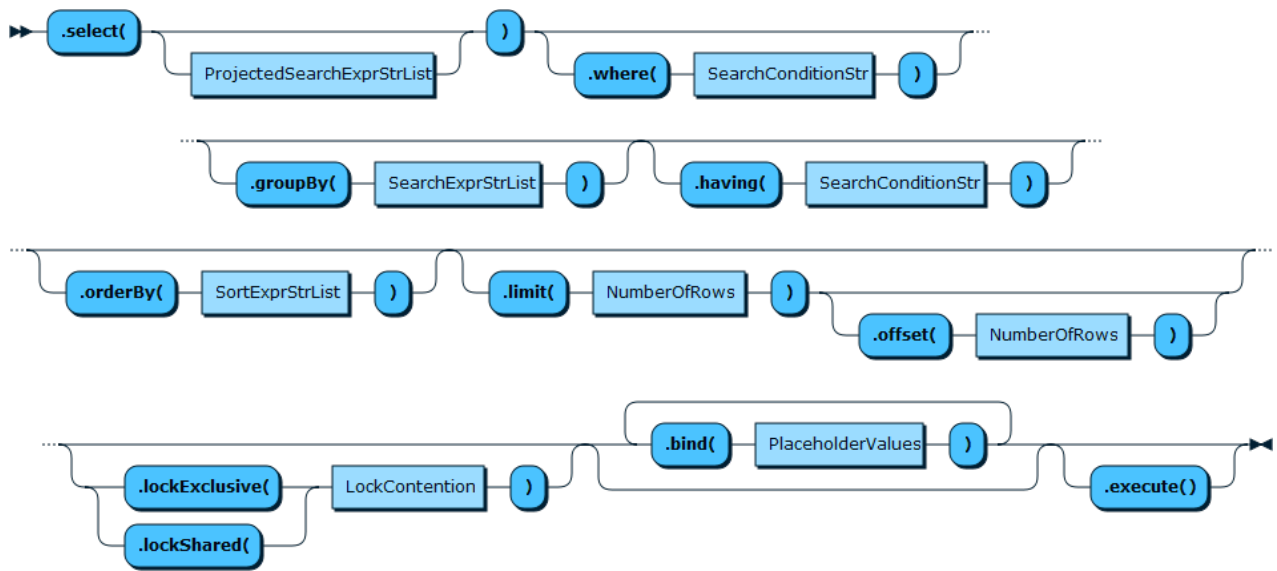 .select( ProjectedSearchExprStrList ) .where( SearchConditionStr )
.groupBy( SearchExprStrList ) .having( SearchConditionStr )
.orderBy( SortExprStrList ) .limit( NumberOfRows )
.offset( NumberOfRows )
.bind( PlaceholderValues )
.lockExclusive( LockContention ) .execute()
.lockShared(